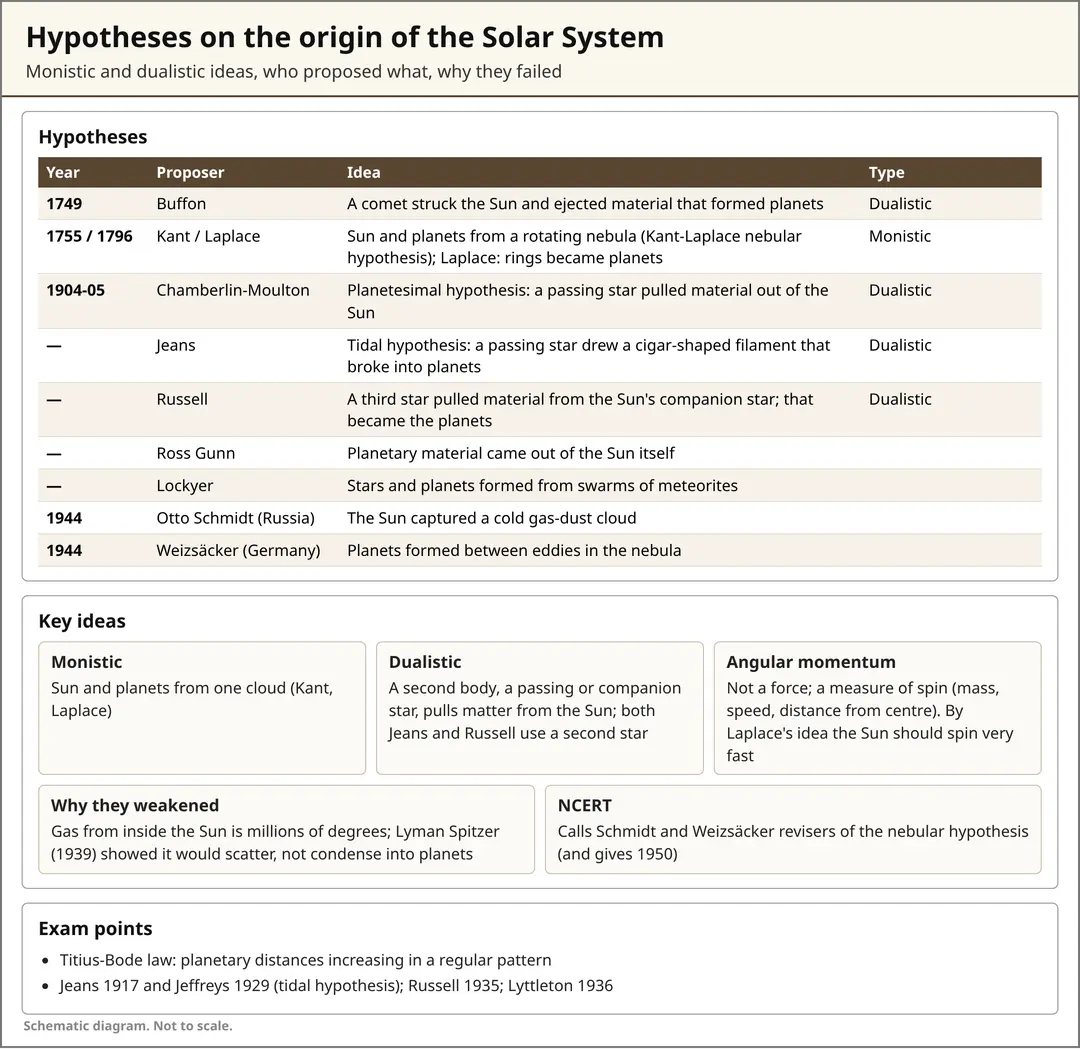 Hypotheses on the origin of the Solar System
Monistic and dualistic ideas, who proposed what, why they failed
Hypotheses
Year Proposer Idea Type
1749 Buffon A comet struck the Sun and ejected material that formed planets Dualistic
1755 / 1796 Kant / Laplace Sun and planets from a rotating nebula (Kant-Laplace nebular Monistic
hypothesis); Laplace: rings became planets
1904-05 Chamberlin-Moulton Planetesimal hypothesis: a passing star pulled material out of the Dualistic
Sun
— Jeans Tidal hypothesis: a passing star drew a cigar-shaped filament that Dualistic
broke into planets
— Russell A third star pulled material from the Sun's companion star; that Dualistic
became the planets
— Ross Gunn Planetary material came out of the Sun itself
— Lockyer Stars and planets formed from swarms of meteorites
1944 Otto Schmidt (Russia) The Sun captured a cold gas-dust cloud
1944 Weizsäcker (Germany) Planets formed between eddies in the nebula
Key ideas
Monistic
Sun and planets from one cloud (Kant,
Laplace)
Dualistic
A second body, a passing or companion
star, pulls matter from the Sun; both
Jeans and Russell use a second star
Angular momentum
Not a force; a measure of spin (mass,
speed, distance from centre). By
Laplace's idea the Sun should spin very
fast
Why they weakened
Gas from inside the Sun is millions of degrees; Lyman Spitzer
(1939) showed it would scatter, not condense into planets
NCERT
Calls Schmidt and Weizsäcker revisers of the nebular hypothesis
(and gives 1950)
Exam points
• Titius-Bode law: planetary distances increasing in a regular pattern
• Jeans 1917 and Jeffreys 1929 (tidal hypothesis); Russell 1935; Lyttleton 1936
Schematic diagram. Not to scale.